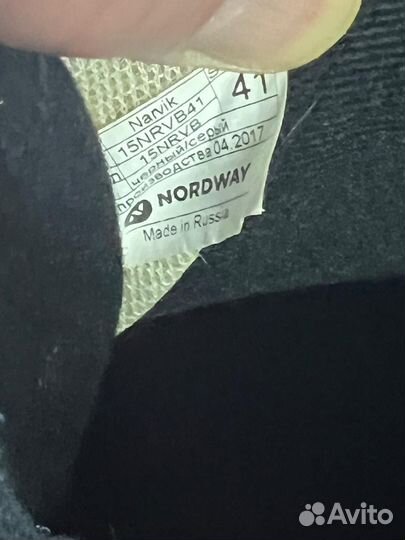 Narvik
15NRVB41
41
15NRVB
черный/серый
производства 04.2017
NORDWAY
Made in Russia
Avito